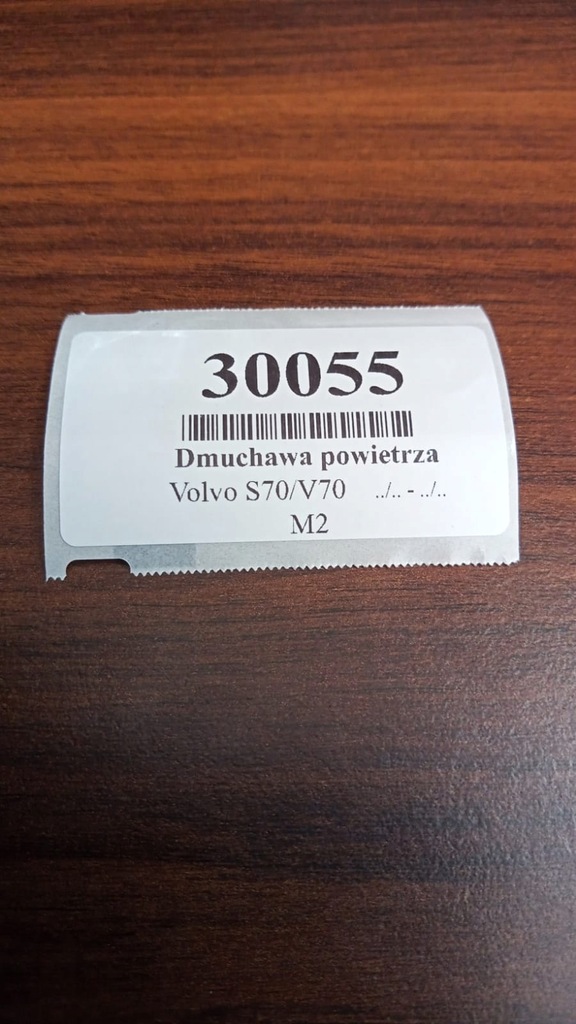 30055
Dmuchawa powietrza
Volvo S70/V70 ../.. - ../..
M2